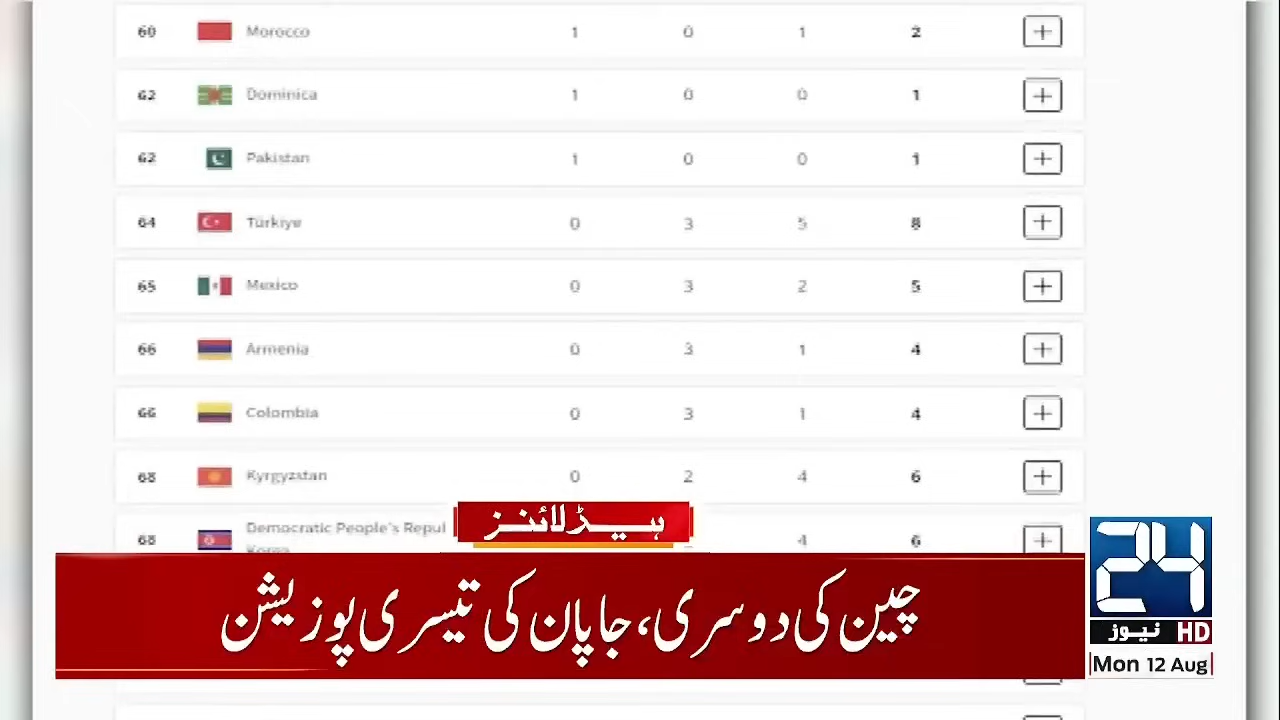 60 Morocco 1 0 1 2
62 Dominica 1 0 0 1
62 Pakistan 1 0 0 1
64 Türkiye 0 3 5 8
65 Mexico 0 3 2 5
66 Armenia 0 3 1 4
66 Colombia 0 3 1 4
68 Kyrgyzstan 0 2 4 6
68 Democratic People's Repul 4 6
ہیڈلائنز
چین کی دوسری، جاپان کی تیسری پوزیشن
24
نیوز HD
Mon 12 Aug